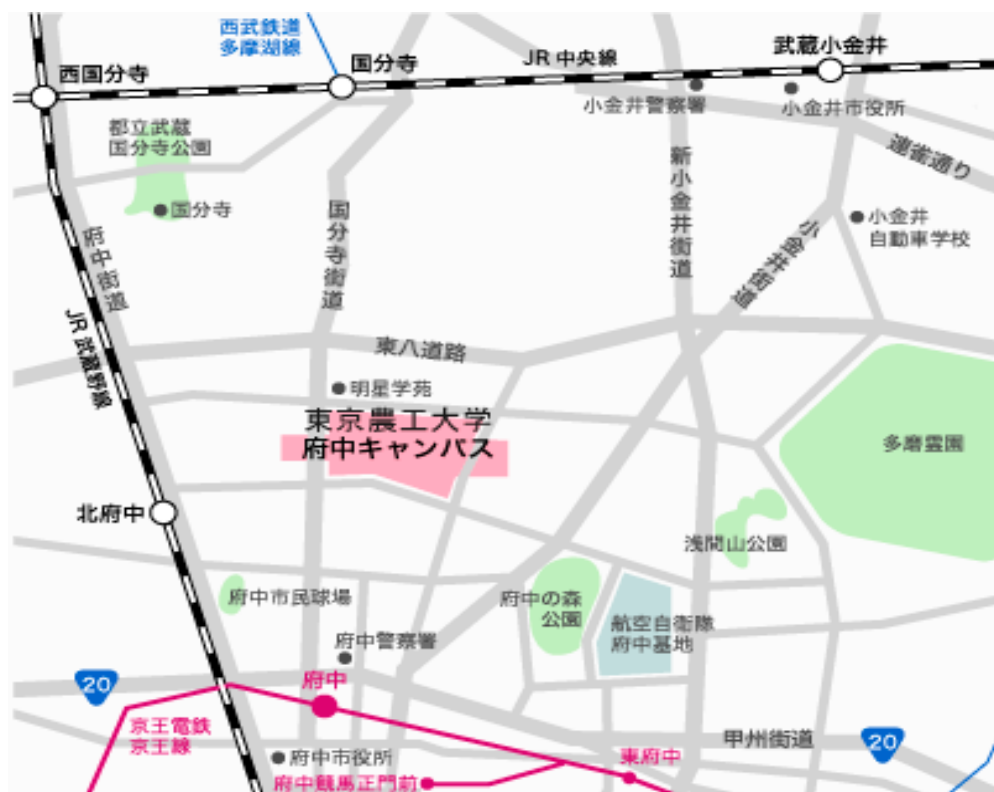 西武鉄道
多摩湖線
国分寺
西国分寺
JR 中央線
武蔵小金井
小金井警察署
小金井市役所
連雀通り
都立武蔵
国分寺公園
国分寺
国分寺街道
新小金井街道
小金井街道
小金井
自動車学校
府中街道
JR 武蔵野線
東八道路
明星学苑
東京農工大学
府中キャンパス
多磨霊園
北府中
浅間山公園
府中市民球場
府中の森
公園
航空自衛隊
府中基地
府中警察署
20
府中
京王電鉄
京王線
甲州街道
20
府中市役所
東府中
府中競馬正門前